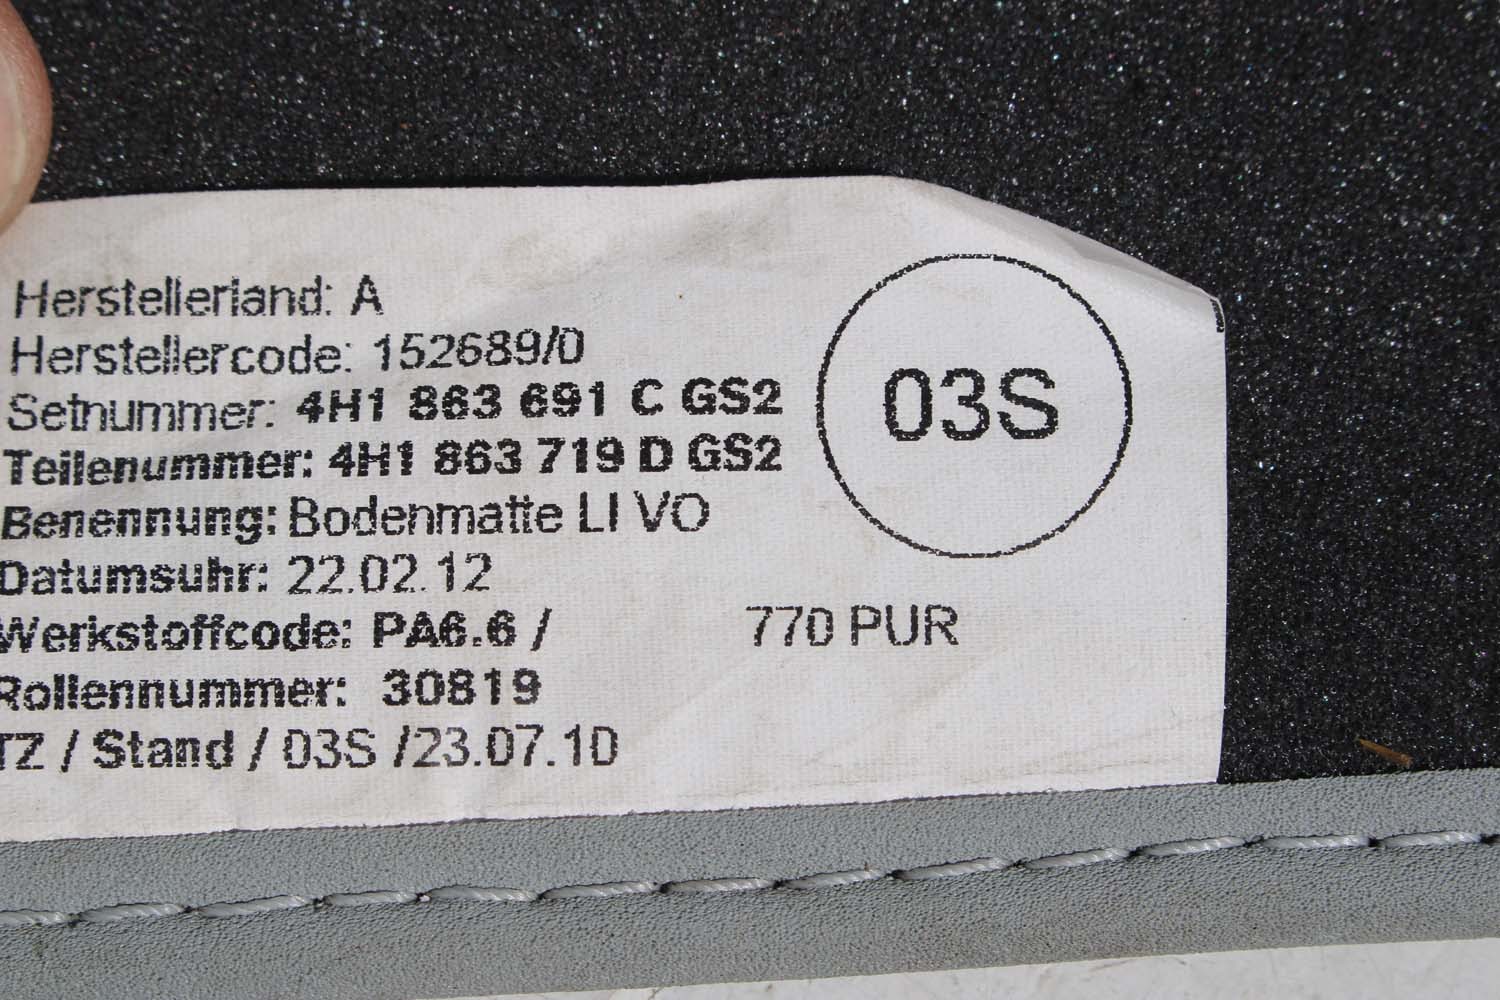 Herstellerland: A
Herstellercode: 152689/0
Setnummer: 4H1 863 691 C GS2
Teilenummer: 4H1 863 719 D GS2
03S
Benennung: Bodenmatte LI VO
Datumsuhr: 22.02.12
Werkstoffcode: PA6.6 / 770 PUR
Rollennummer: 30819
TZ / Stand / 03S /23.07.10